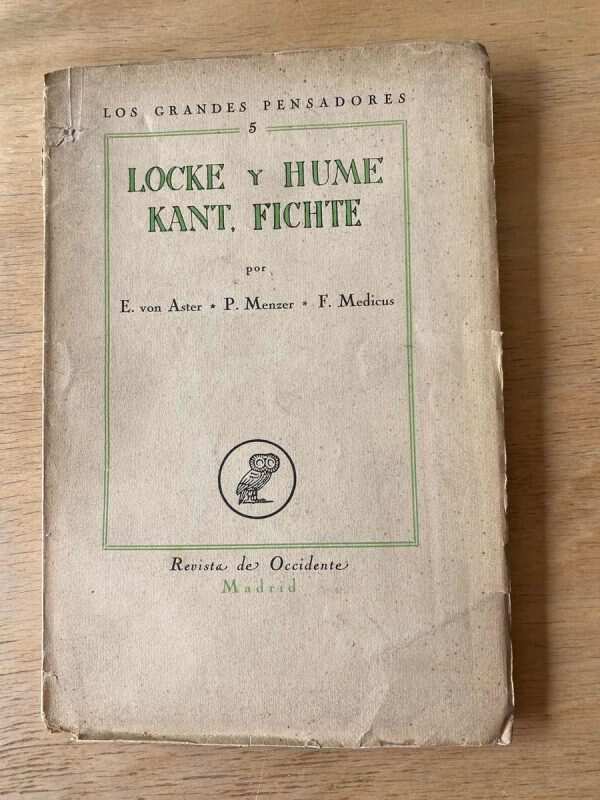 LOS GRANDES PENSADORES
5
LOCKE Y HUME
KANT, FICHTE
por
E. von Aster * P. Menzer * F. Medicus
Revista de Occidente
Madrid